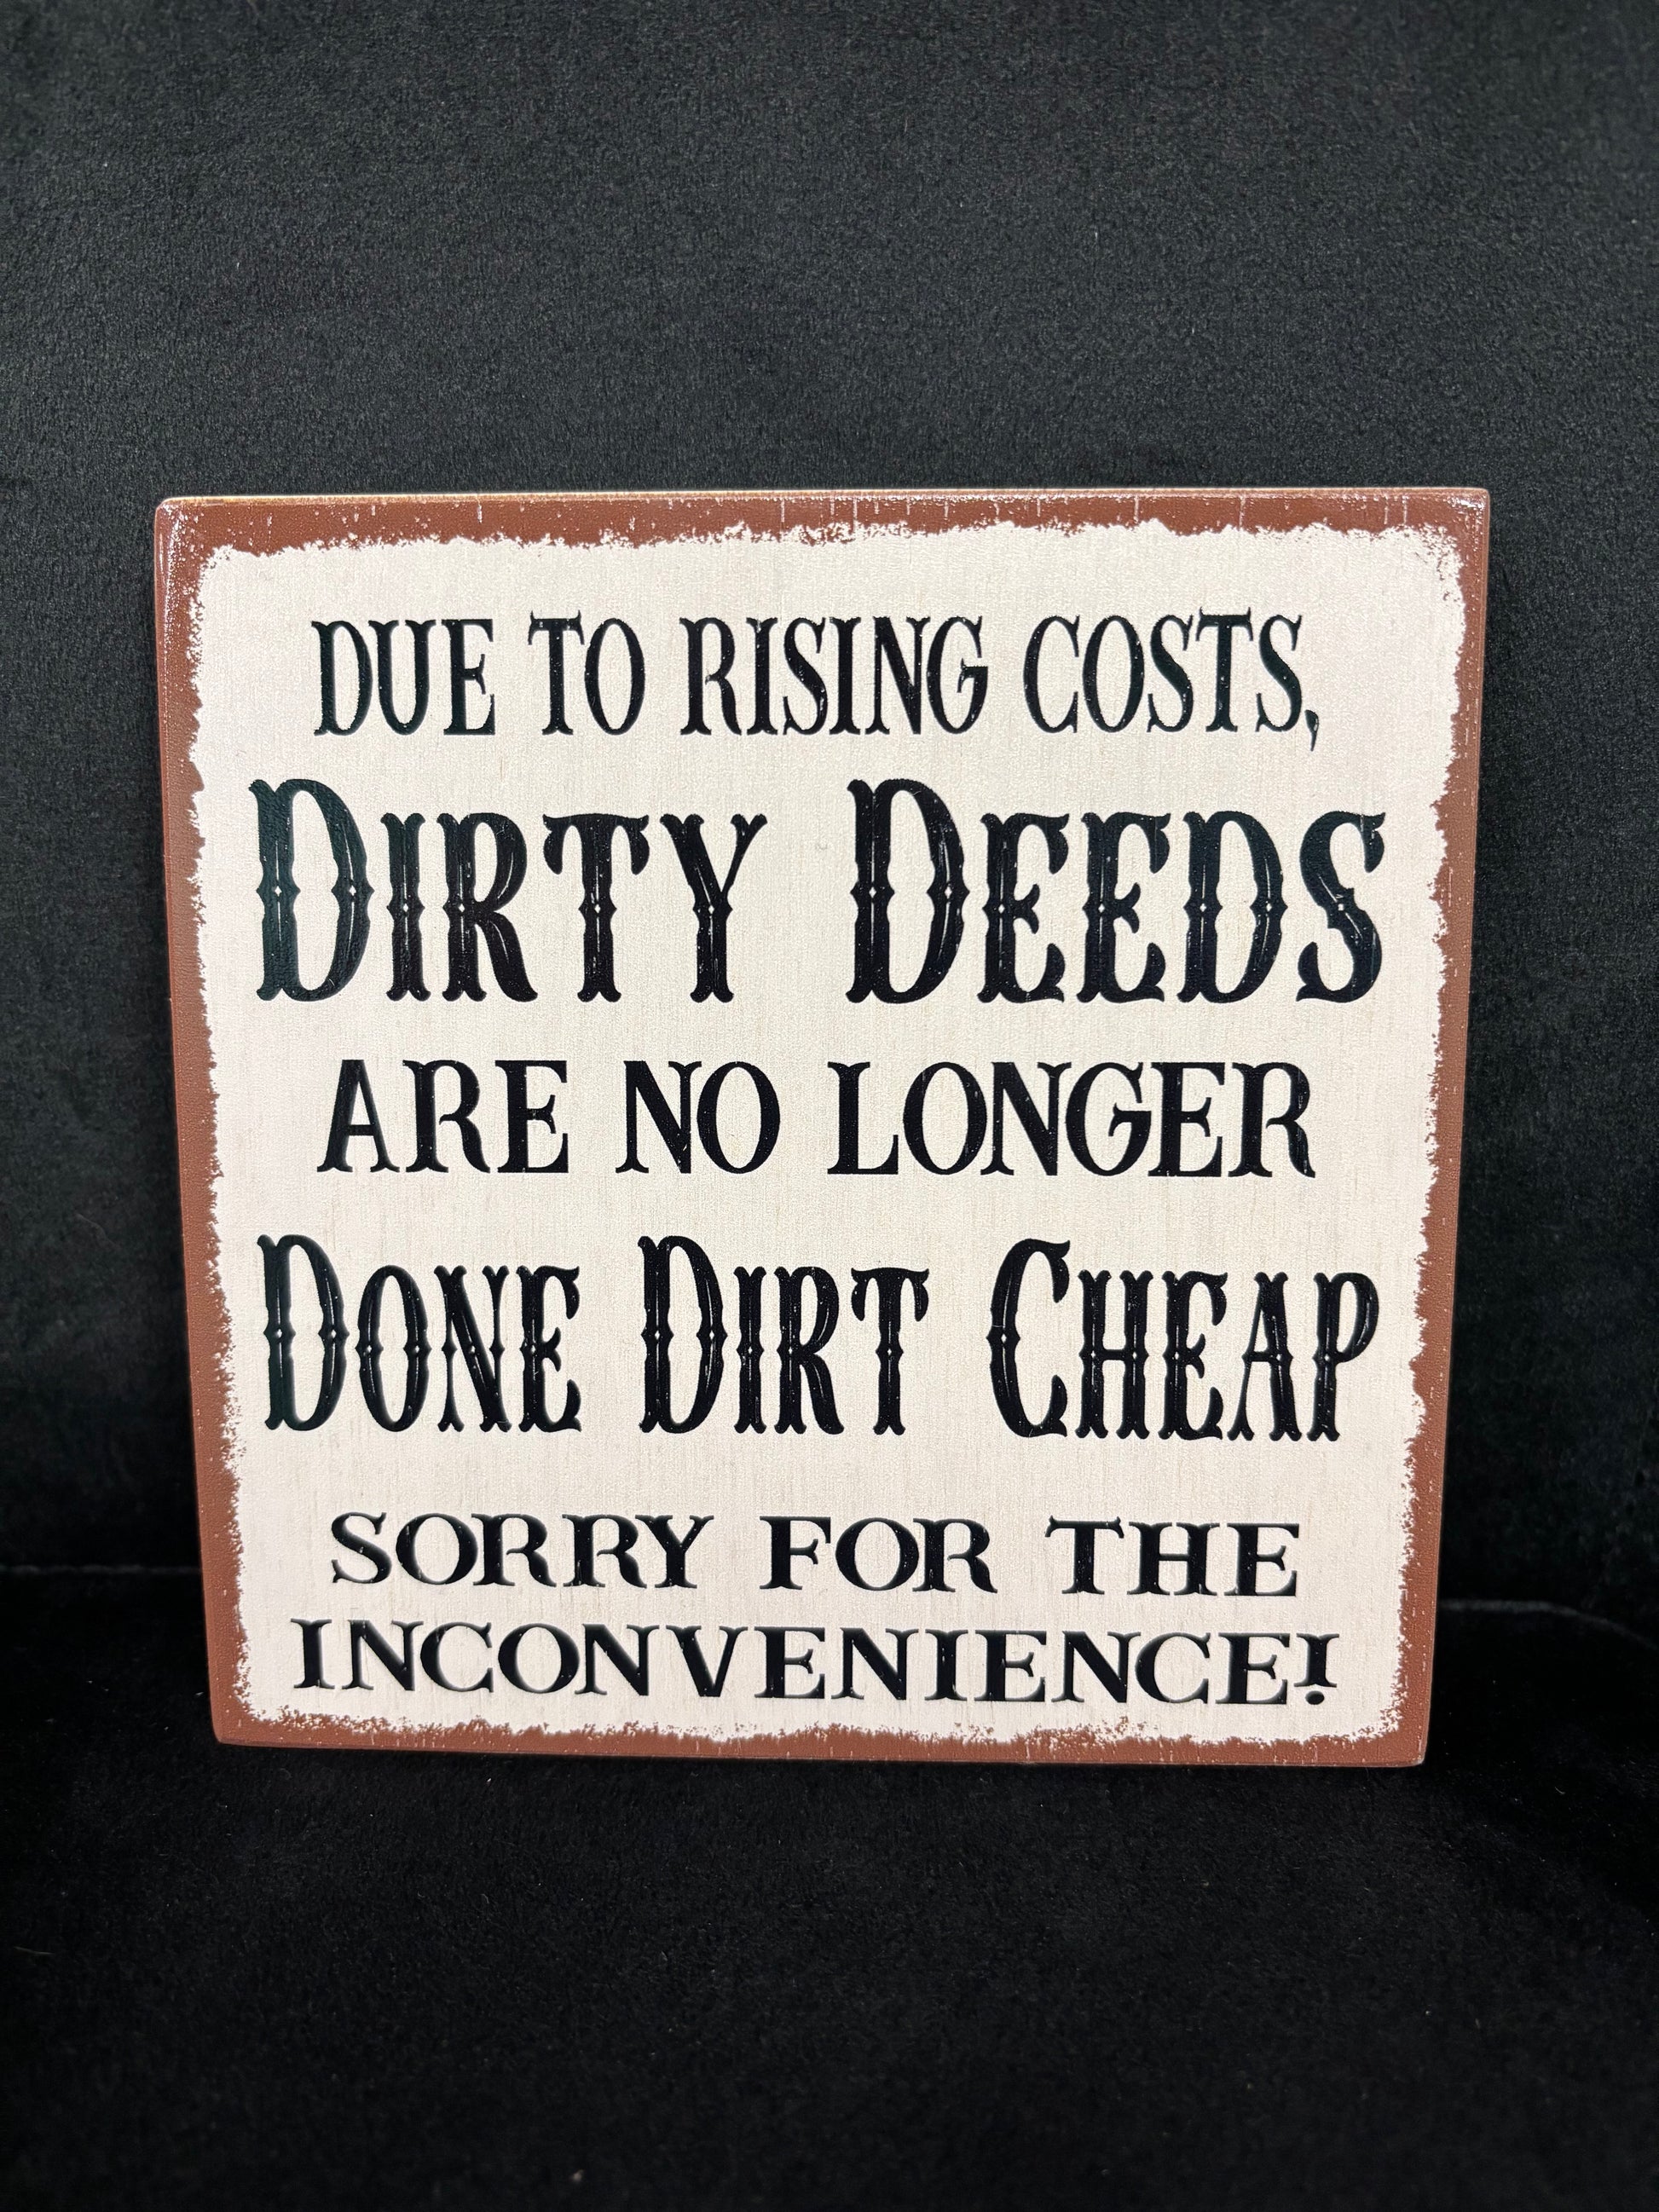 DUE TO RISING COSTS,
DIRTY DEEDS
ARE NO LONGER
DONE DIRT CHEAP
SORRY FOR THE
INCONVENIENCE!